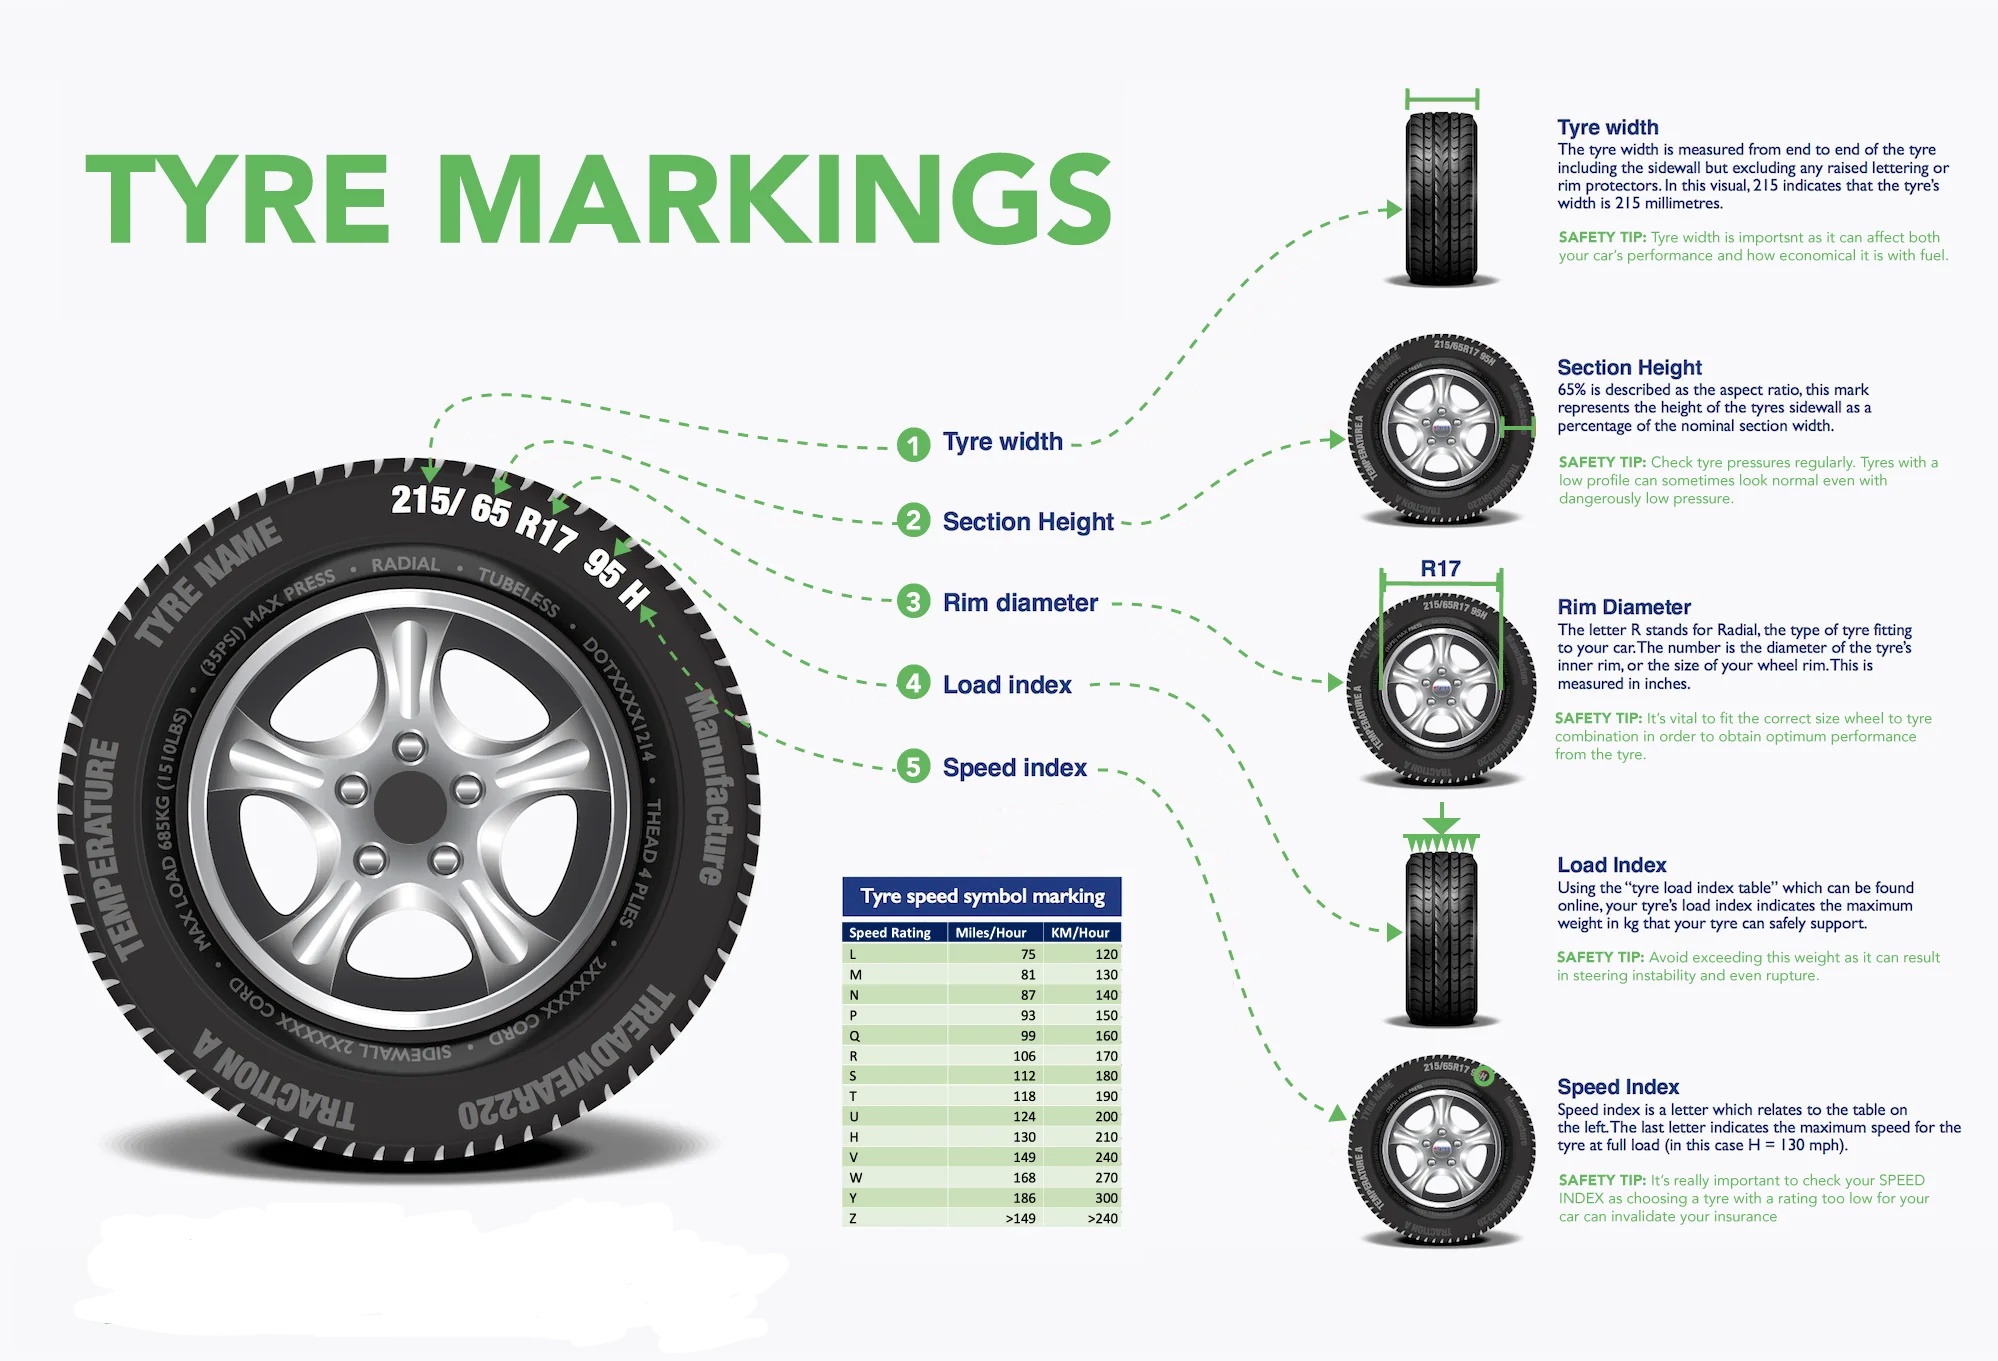 TYRE MARKINGS
215/ 65 R17 95 H
TYRE NAME
Manufacture
TEMPERATURE
TRACTION A
TREADWEAR220
(35PSI) MAX PRESS • RADIAL • TUBELESS • DOTXXXX1214 • THEAD 4 PLIES • 2XXXXX CORD • SIDEWALL 2XXXXX CORD • MAX LOAD 685KG (1510LBS) •
1 Tyre width
2 Section Height
3 Rim diameter
4 Load index
5 Speed index
Tyre speed symbol marking
Speed Rating Miles/Hour KM/Hour
L 75 120
M 81 130
N 87 140
P 93 150
Q 99 160
R 106 170
S 112 180
T 118 190
U 124 200
H 130 210
V 149 240
W 168 270
Y 186 300
Z >149 >240
Tyre width
The tyre width is measured from end to end of the tyre
including the sidewall but excluding any raised lettering or
rim protectors. In this visual, 215 indicates that the tyre's
width is 215 millimetres.
SAFETY TIP: Tyre width is importsnt as it can affect both
your car's performance and how economical it is with fuel.
215/65R17 95H
TEMPERATURE A
TRACTION A
TREADWEAR220
Section Height
65% is described as the aspect ratio, this mark
represents the height of the tyres sidewall as a
percentage of the nominal section width.
SAFETY TIP: Check tyre pressures regularly. Tyres with a
low profile can sometimes look normal even with
dangerously low pressure.
R17
215/65R17 95H
TEMPERATURE A
TRACTION A
TREADWEAR220
Rim Diameter
The letter R stands for Radial, the type of tyre fitting
to your car. The number is the diameter of the tyre's
inner rim, or the size of your wheel rim. This is
measured in inches.
SAFETY TIP: It's vital to fit the correct size wheel to tyre
combination in order to obtain optimum performance
from the tyre.
Load Index
Using the “tyre load index table” which can be found
online, your tyre's load index indicates the maximum
weight in kg that your tyre can safely support.
SAFETY TIP: Avoid exceeding this weight as it can result
in steering instability and even rupture.
215/65R17
TEMPERATURE A
TRACTION A
TREADWEAR220
Speed Index
Speed index is a letter which relates to the table on
the left. The last letter indicates the maximum speed for the
tyre at full load (in this case H = 130 mph).
SAFETY TIP: It's really important to check your SPEED
INDEX as choosing a tyre with a rating too low for your
car can invalidate your insurance